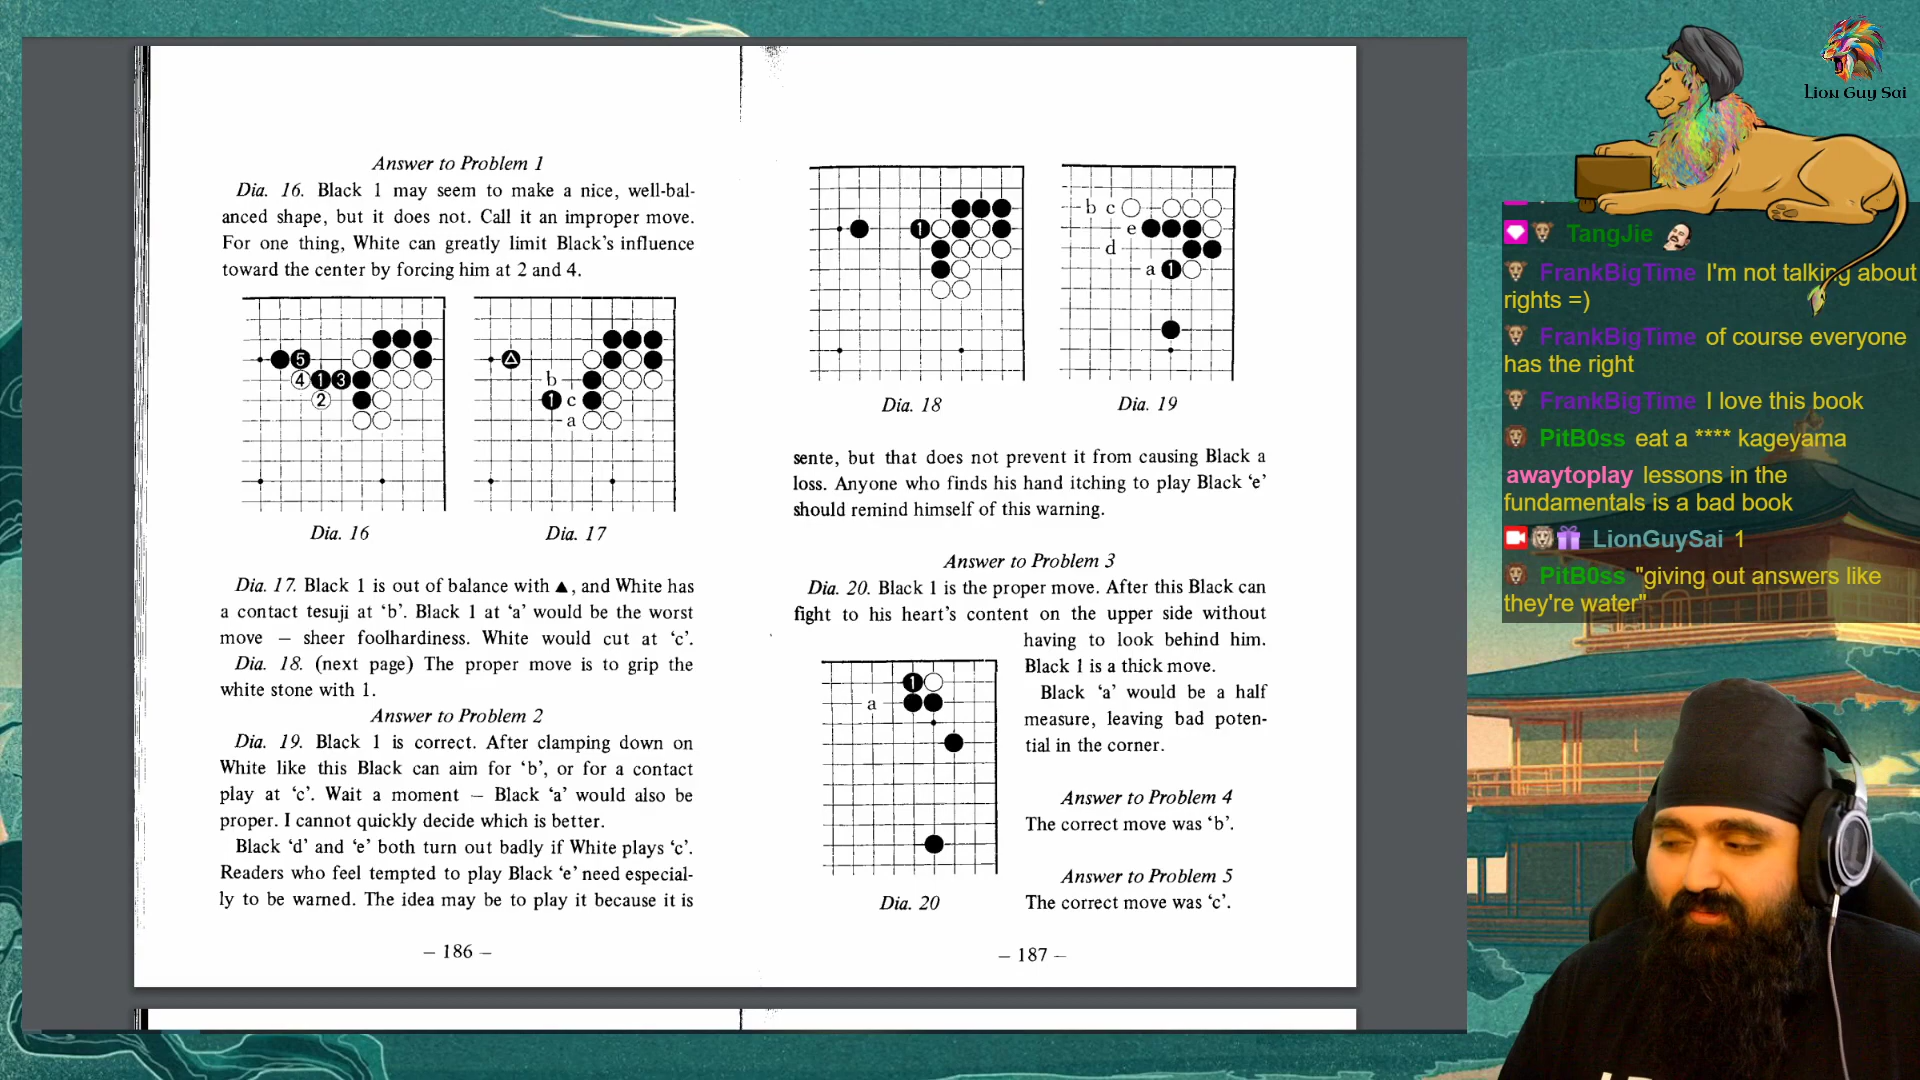 Answer to Problem 1
Dia. 16. Black 1 may seem to make a nice, well-bal-
anced shape, but it does not. Call it an improper move.
For one thing, White can greatly limit Black's influence
toward the center by forcing him at 2 and 4.
5
4 1 3
2
Dia. 16
b
1 c
a
Dia. 17
Dia. 17. Black 1 is out of balance with ▲, and White has
a contact tesuji at 'b'. Black 1 at 'a' would be the worst
move — sheer foolhardiness. White would cut at 'c'.
Dia. 18. (next page) The proper move is to grip the
white stone with 1.
Answer to Problem 2
Dia. 19. Black 1 is correct. After clamping down on
White like this Black can aim for 'b', or for a contact
play at 'c'. Wait a moment — Black 'a' would also be
proper. I cannot quickly decide which is better.
Black 'd' and 'e' both turn out badly if White plays 'c'.
Readers who feel tempted to play Black 'e' need especial-
ly to be warned. The idea may be to play it because it is
– 186 –
1
Dia. 18
b c
e
d
a 1
Dia. 19
sente, but that does not prevent it from causing Black a
loss. Anyone who finds his hand itching to play Black 'e'
should remind himself of this warning.
Answer to Problem 3
Dia. 20. Black 1 is the proper move. After this Black can
fight to his heart's content on the upper side without
having to look behind him.
Black 1 is a thick move.
Black 'a' would be a half
measure, leaving bad poten-
tial in the corner.
1
a
Dia. 20
Answer to Problem 4
The correct move was 'b'.
Answer to Problem 5
The correct move was 'c'.
– 187 –
Lion Guy Sai
TangJie
FrankBigTime I'm not talking about
rights =)
FrankBigTime of course everyone
has the right
FrankBigTime I love this book
PitB0ss eat a **** kageyama
awaytoplay lessons in the
fundamentals is a bad book
LionGuySai 1
PitB0ss "giving out answers like
they're water"